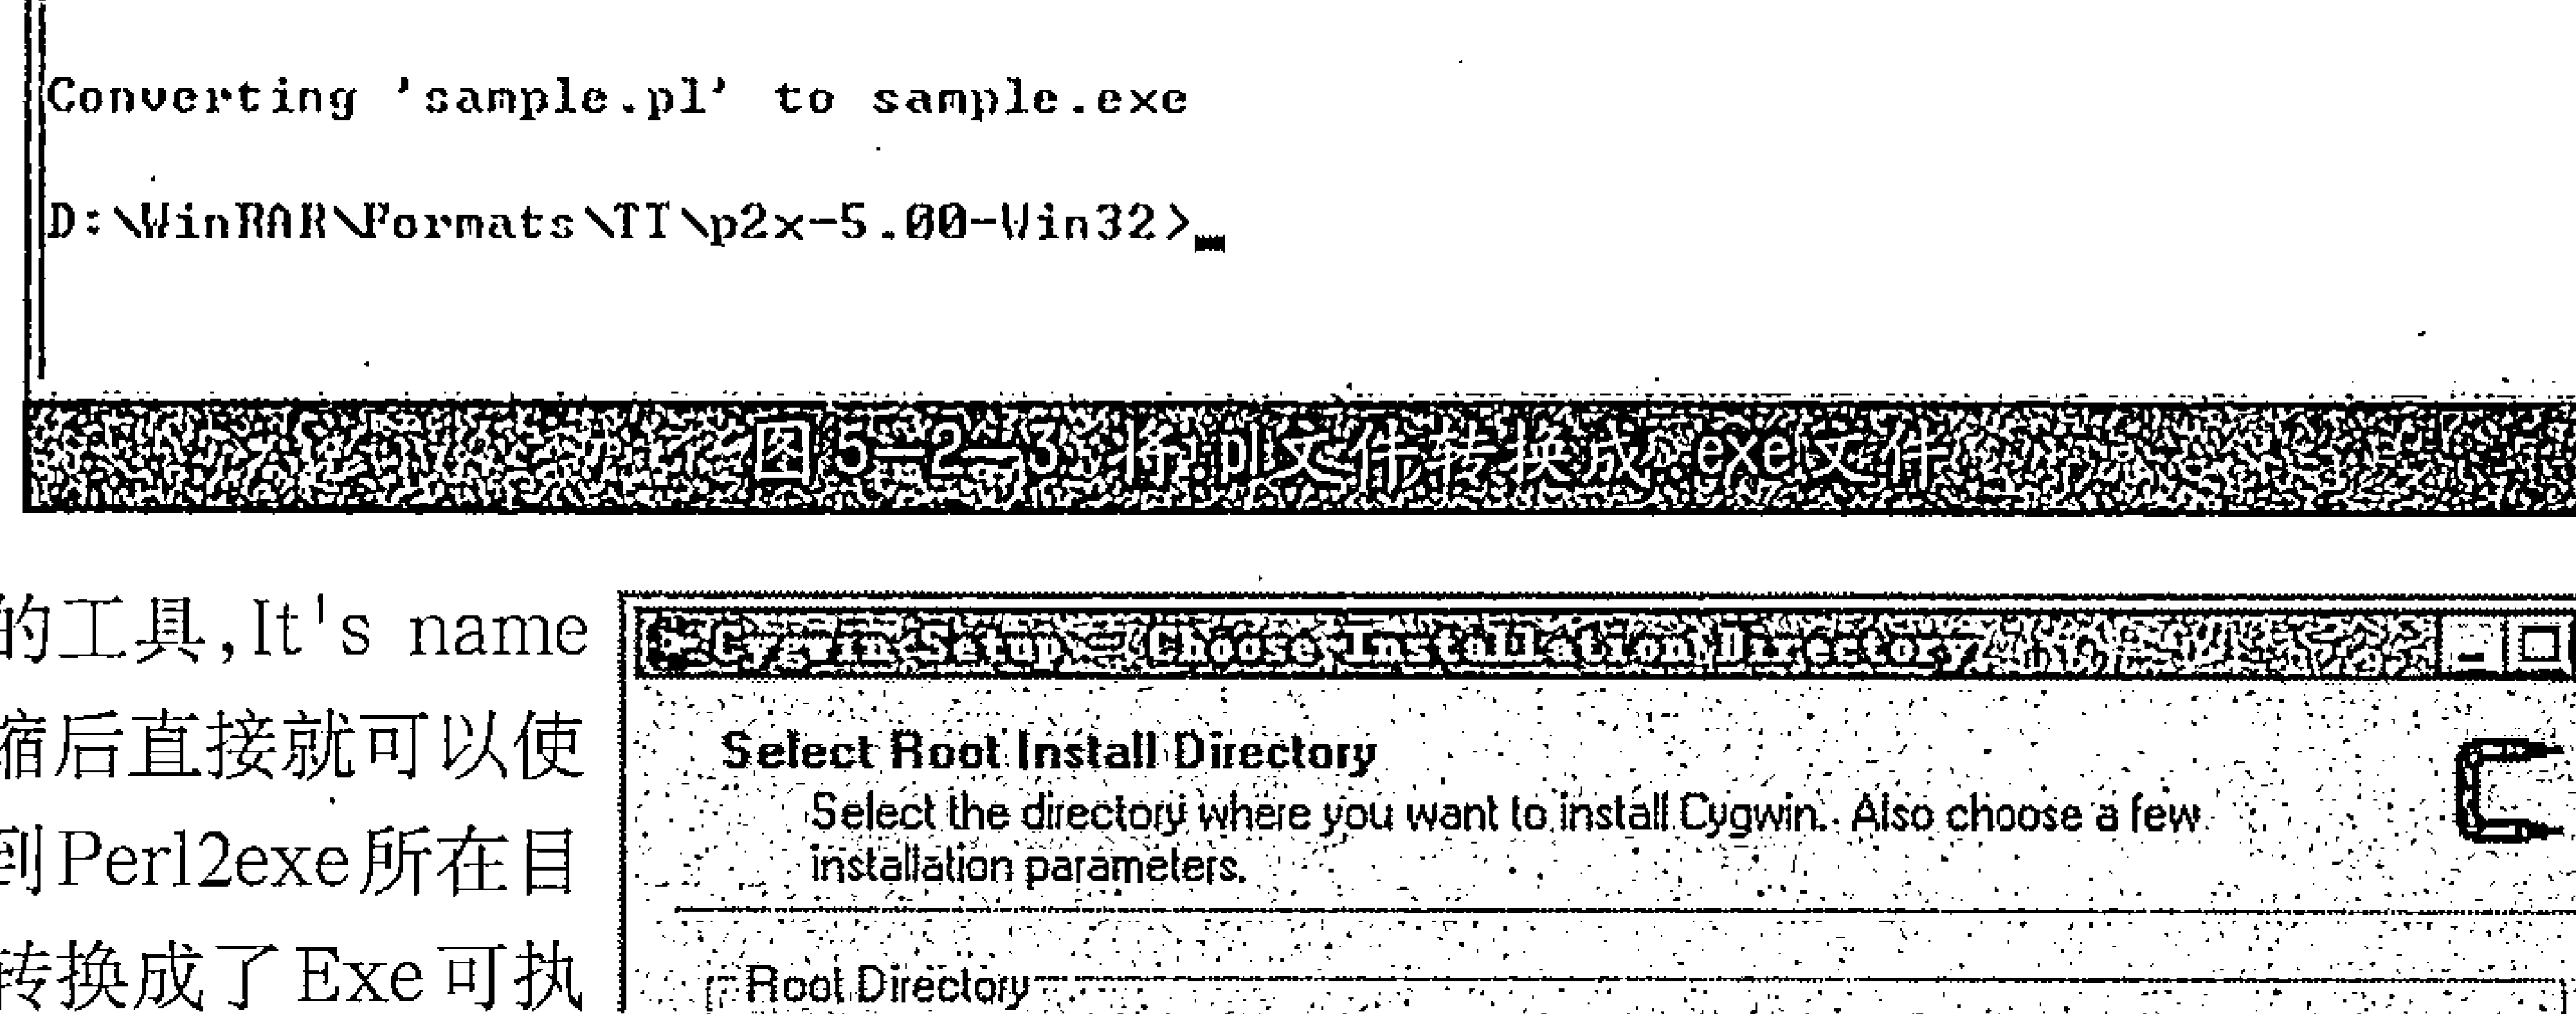 Converting 'sample.pl' to sample.exe
D:\WinRAR\Formats\TT\p2x-5.00-Win32>_
图5-2-3 将.pl文件转换成.exe文件
的工具,It's name
缩后直接就可以使
到Perl2exe所在目
转换成了Exe可执
Cygwin Setup - Choose Installation Directory
Select Root Install Directory
Select the directory where you want to install Cygwin. Also choose a few
installation parameters.
Root Directory